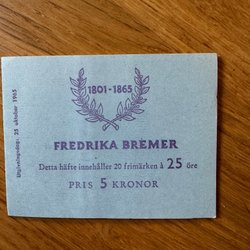 1801-1865
FREDRIKA BREMER
Detta häfte innehåller 20 frimärken à 25 öre
PRIS 5 KRONOR
Utgivningsdag: 25 oktober 1965